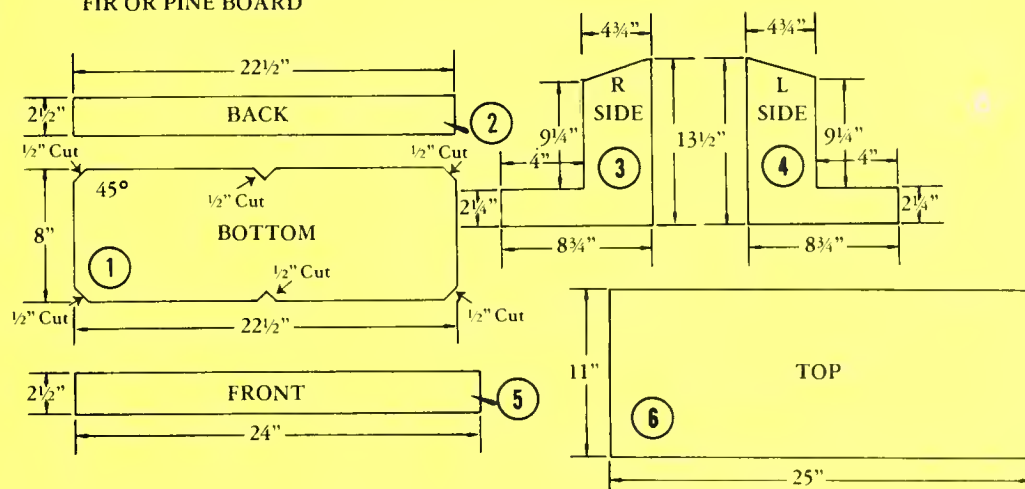 FIR OR PINE BOARD
22½"
2½"
BACK
2
½" Cut
½" Cut
45°
½" Cut
8"
BOTTOM
1
½" Cut
½" Cut
½" Cut
22½"
2½"
FRONT
5
24"
4¾"
R
SIDE
9¼"
4"
3
2¼"
8¾"
13½"
4¾"
L
SIDE
9¼"
4"
4
2¼"
8¾"
11"
TOP
6
25"